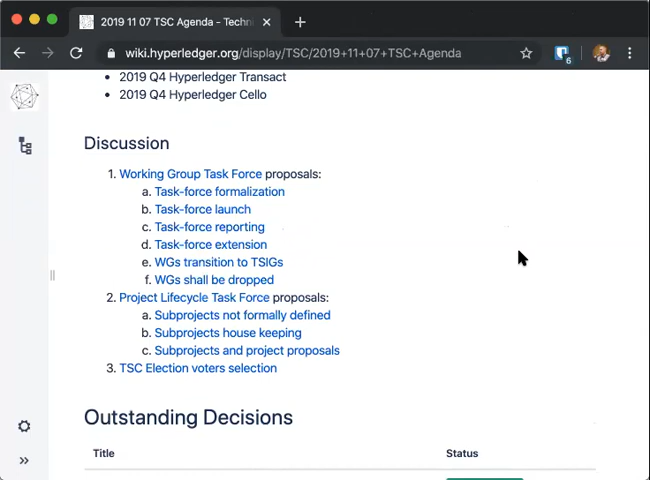 2019 11 07 TSC Agenda - Techni
wiki.hyperledger.org/display/TSC/2019+11+07+TSC+Agenda
6
• 2019 Q4 Hyperledger Transact
• 2019 Q4 Hyperledger Cello
Discussion
1. Working Group Task Force proposals:
a. Task-force formalization
b. Task-force launch
c. Task-force reporting
d. Task-force extension
e. WGs transition to TSIGs
f. WGs shall be dropped
2. Project Lifecycle Task Force proposals:
a. Subprojects not formally defined
b. Subprojects house keeping
c. Subprojects and project proposals
3. TSC Election voters selection
Outstanding Decisions
Title Status